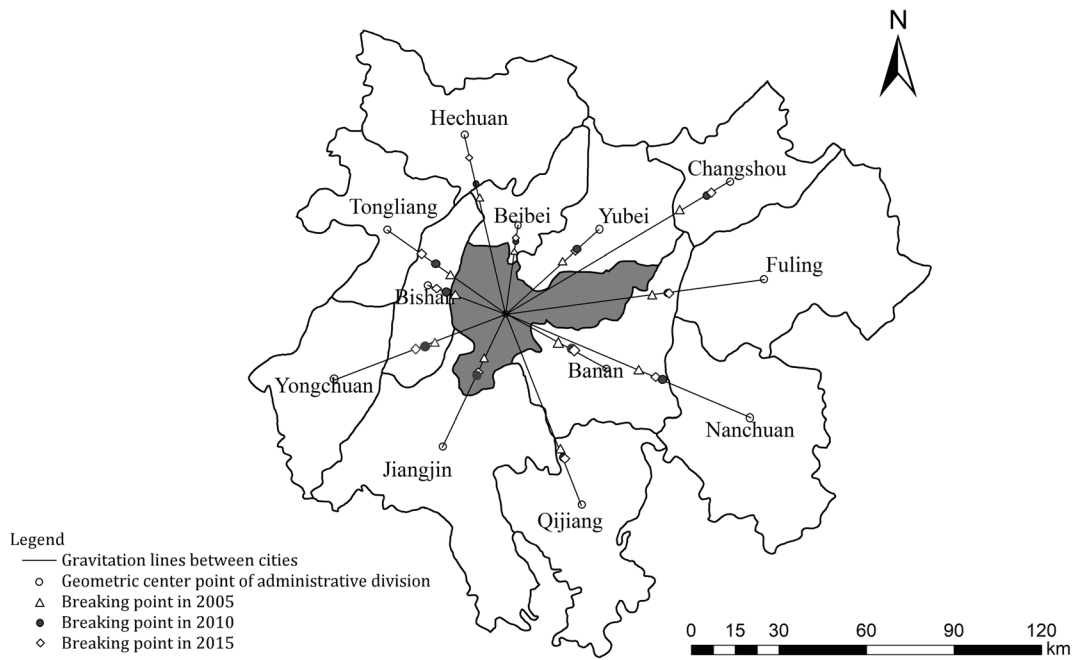 N
Hechuan
Changshou
Tongliang
Beibei
Yubei
Fuling
Bishan
Banan
Yongchuan
Nanchuan
Jiangjin
Qijiang
Legend
Gravitation lines between cities
Geometric center point of administrative division
Breaking point in 2005
Breaking point in 2010
Breaking point in 2015
0 15 30 60 90 120
km